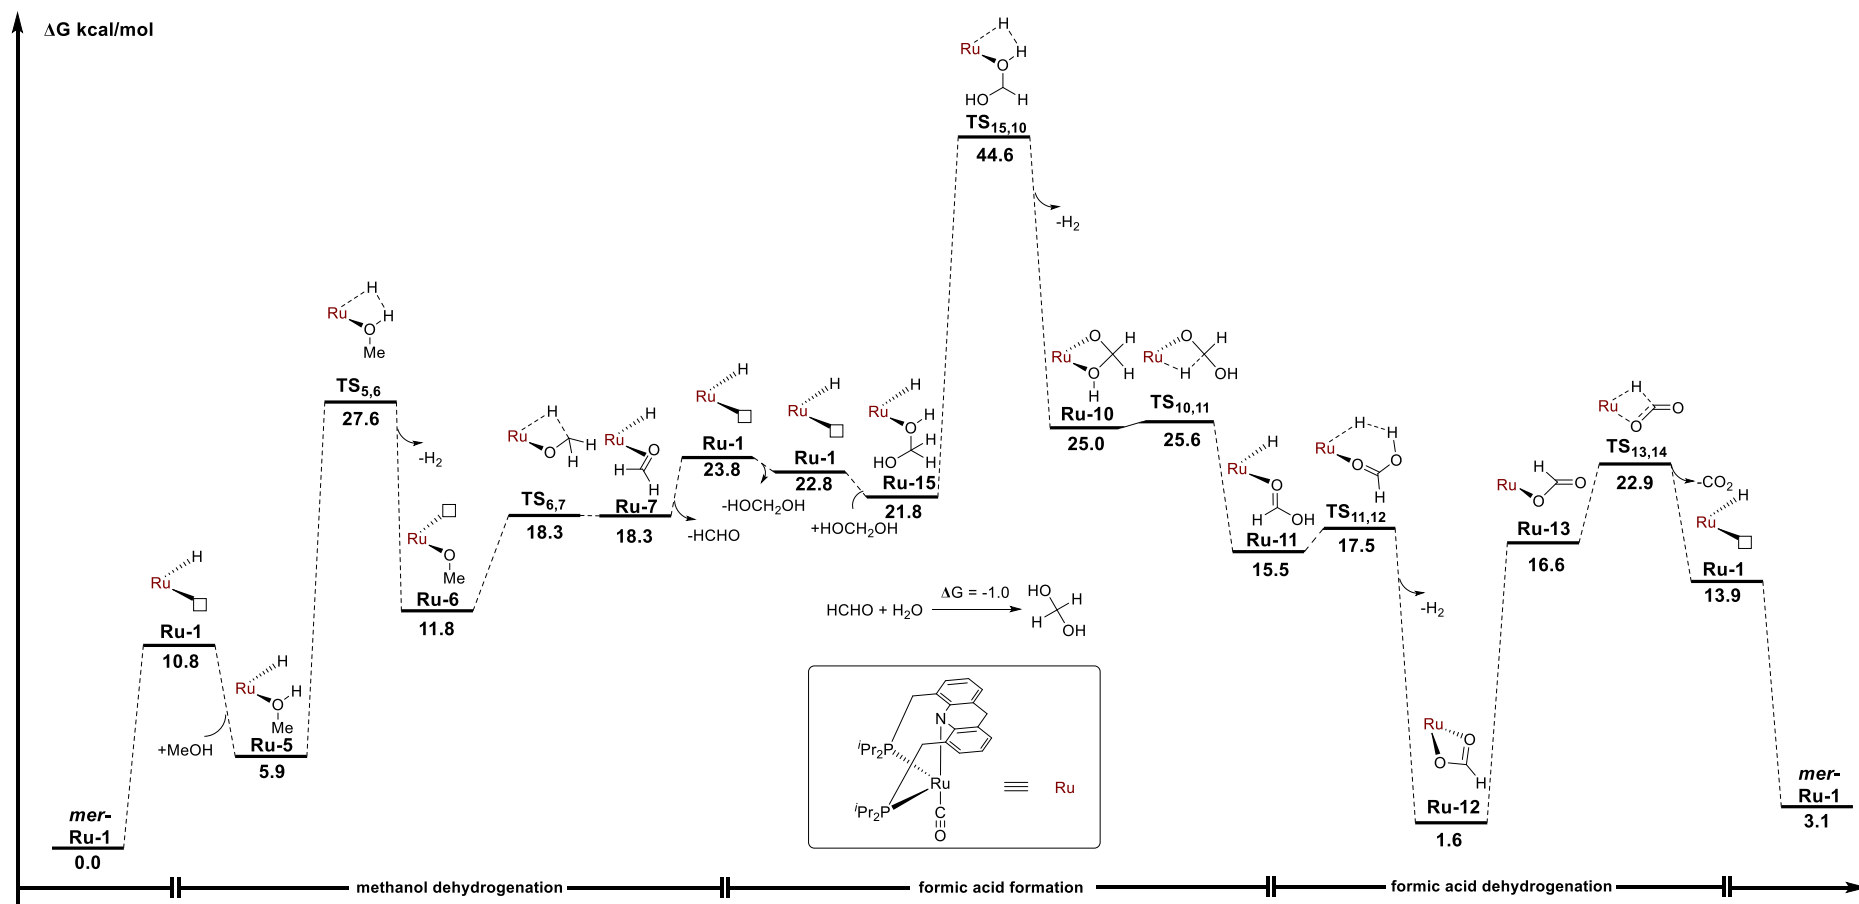 ΔG kcal/mol
mer-
Ru-1
0.0
Ru
H
Ru-1
10.8
+MeOH
Ru
H
O
H
Me
Ru-5
5.9
Ru
H
H
O
Me
TS5,6
27.6
-H2
Ru
O
Me
Ru-6
11.8
Ru
H
O
H
H
TS6,7
18.3
Ru
H
O
H
H
Ru-7
18.3
-HCHO
Ru
H
Ru-1
23.8
-HOCH2OH
Ru
H
Ru-1
22.8
+HOCH2OH
Ru
H
O
H
H
HO
H
Ru-15
21.8
Ru
H
H
O
HO
H
TS15,10
44.6
-H2
Ru
O
H
O
H
H
Ru-10
25.0
Ru
O
H
H
OH
TS10,11
25.6
Ru
H
O
H
OH
Ru-11
15.5
Ru
H
H
O
O
H
TS11,12
17.5
-H2
Ru
O
O
H
Ru-12
1.6
Ru
O
H
O
Ru-13
16.6
Ru
H
O
O
TS13,14
22.9
-CO2
Ru
H
Ru-1
13.9
mer-
Ru-1
3.1
HCHO + H2O
ΔG = -1.0
HO
H
H
OH
N
iPr2P
iPr2P
Ru
C
O
≡
Ru
methanol dehydrogenation
formic acid formation
formic acid dehydrogenation